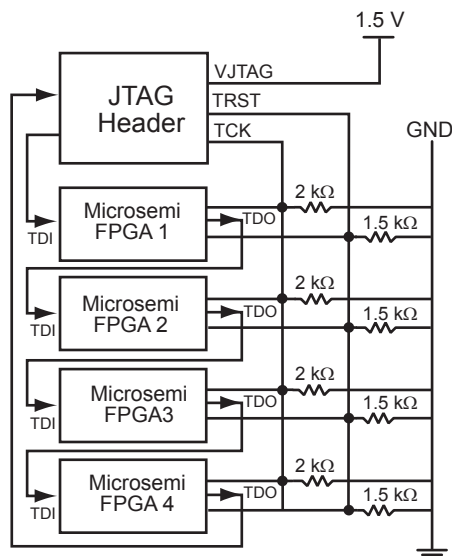 1.5 V
VJTAG
JTAG
Header
TRST
TCK
GND
2 kΩ
Microsemi
FPGA 1
TDO
TDI
1.5 kΩ
2 kΩ
Microsemi
FPGA 2
TDO
TDI
1.5 kΩ
2 kΩ
Microsemi
FPGA3
TDO
TDI
1.5 kΩ
2 kΩ
Microsemi
FPGA 4
TDO
TDI
1.5 kΩ